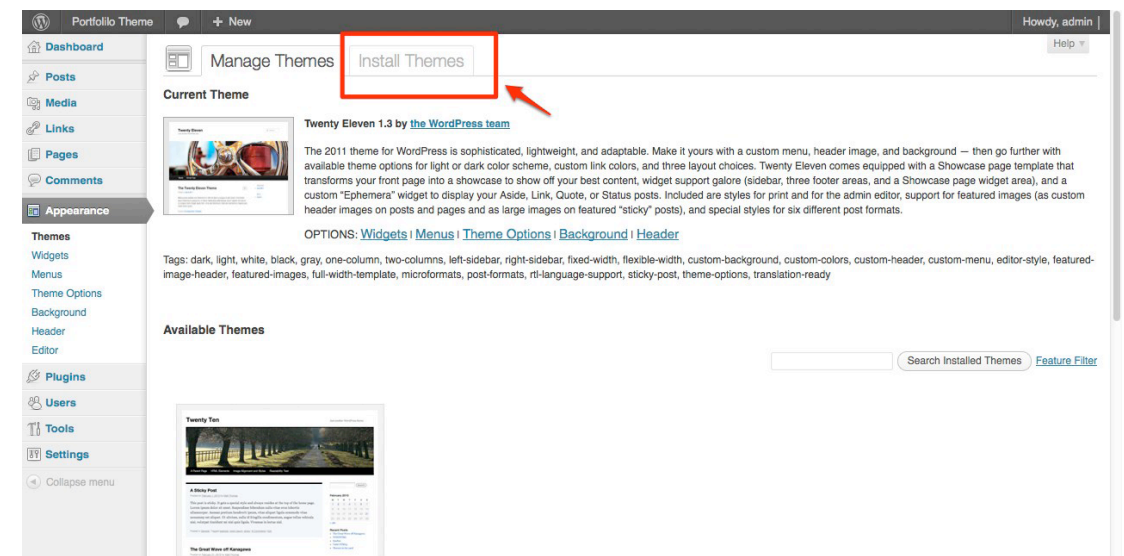 Portfolilo Theme + New Howdy, admin |
Help
Dashboard
Posts
Media
Links
Pages
Comments
Appearance
Themes
Widgets
Menus
Theme Options
Background
Header
Editor
Plugins
Users
Tools
Settings
Collapse menu
Manage Themes Install Themes
Current Theme
Twenty Eleven 1.3 by the WordPress team
The 2011 theme for WordPress is sophisticated, lightweight, and adaptable. Make it yours with a custom menu, header image, and background — then go further with
available theme options for light or dark color scheme, custom link colors, and three layout choices. Twenty Eleven comes equipped with a Showcase page template that
transforms your front page into a showcase to show off your best content, widget support galore (sidebar, three footer areas, and a Showcase page widget area), and a
custom “Ephemera” widget to display your Aside, Link, Quote, or Status posts. Included are styles for print and for the admin editor, support for featured images (as custom
header images on posts and pages and as large images on featured “sticky” posts), and special styles for six different post formats.
OPTIONS: Widgets | Menus | Theme Options | Background | Header
Tags: dark, light, white, black, gray, one-column, two-columns, left-sidebar, right-sidebar, fixed-width, flexible-width, custom-background, custom-colors, custom-header, custom-menu, editor-style, featured-
image-header, featured-images, full-width-template, microformats, post-formats, rtl-language-support, sticky-post, theme-options, translation-ready
Available Themes
Search Installed Themes Feature Filter
Twenty Ten
A Sticky Post
The Great Wave off Kanagawa